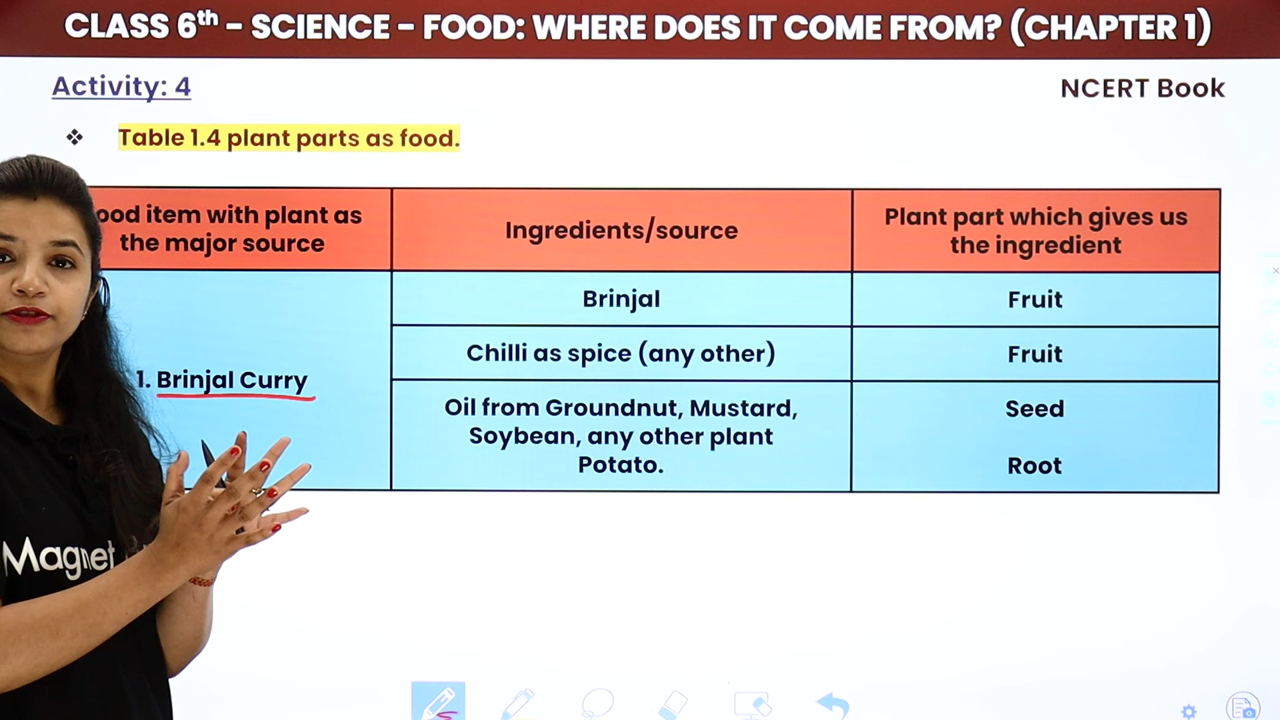 CLASS 6th - SCIENCE - FOOD: WHERE DOES IT COME FROM? (CHAPTER 1)
Activity: 4
NCERT Book
❖ Table 1.4 plant parts as food.
ood item with plant as
the major source
Ingredients/source
Plant part which gives us
the ingredient
1. Brinjal Curry
Brinjal
Fruit
Chilli as spice (any other)
Fruit
Oil from Groundnut, Mustard,
Soybean, any other plant
Potato.
Seed
Root
Magnet